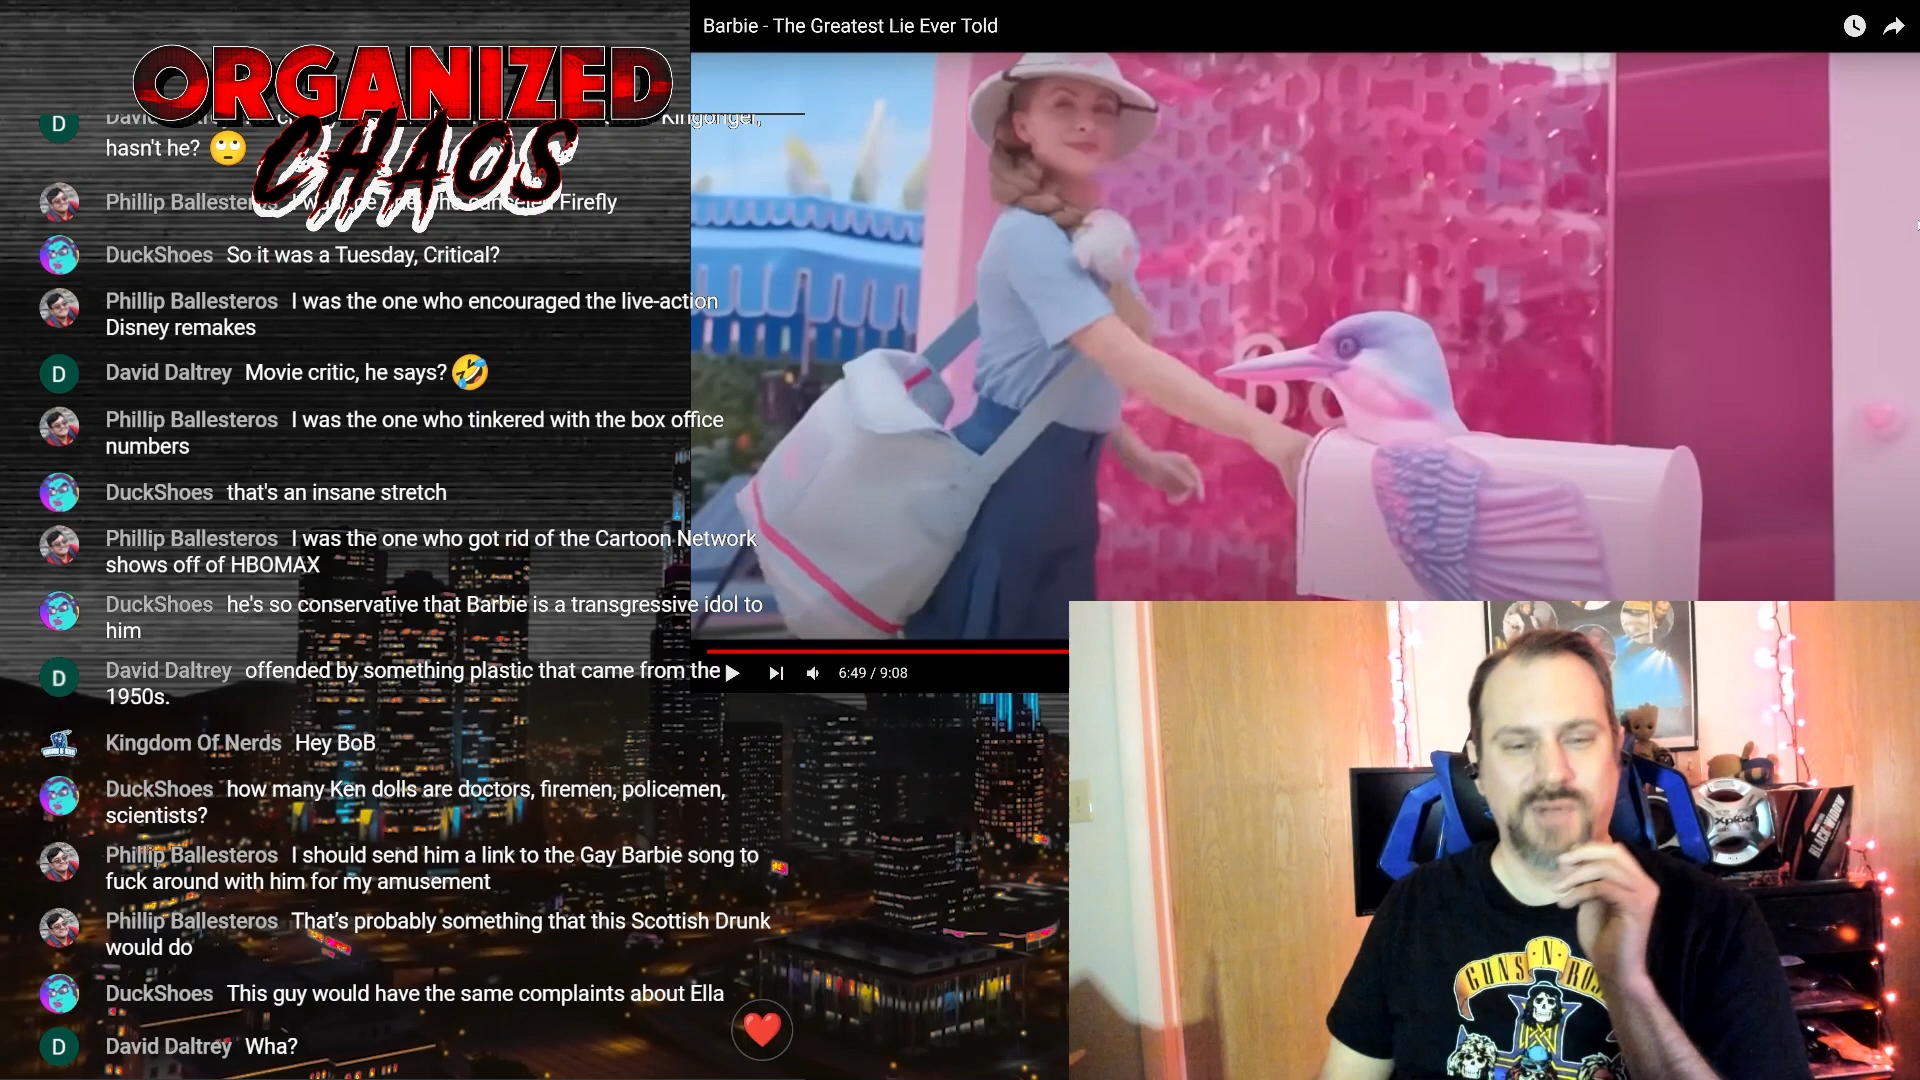 ORGANIZED
CHAOS
Barbie - The Greatest Lie Ever Told
D
Kingonger,
hasn't he?
Phillip Ballesteros canceled Firefly
DuckShoes So it was a Tuesday, Critical?
Phillip Ballesteros I was the one who encouraged the live-action
Disney remakes
D
David Daltrey Movie critic, he says?
Phillip Ballesteros I was the one who tinkered with the box office
numbers
DuckShoes that's an insane stretch
Phillip Ballesteros I was the one who got rid of the Cartoon Network
shows off of HBOMAX
DuckShoes he's so conservative that Barbie is a transgressive idol to
him
D
David Daltrey offended by something plastic that came from the
1950s.
Kingdom Of Nerds Hey BoB
DuckShoes how many Ken dolls are doctors, firemen, policemen,
scientists?
Phillip Ballesteros I should send him a link to the Gay Barbie song to
fuck around with him for my amusement
Phillip Ballesteros That's probably something that this Scottish Drunk
would do
DuckShoes This guy would have the same complaints about Ella
D
David Daltrey Wha?
6:49 / 9:08
Xplod
BLACK WIDOW
GUNS N' ROS